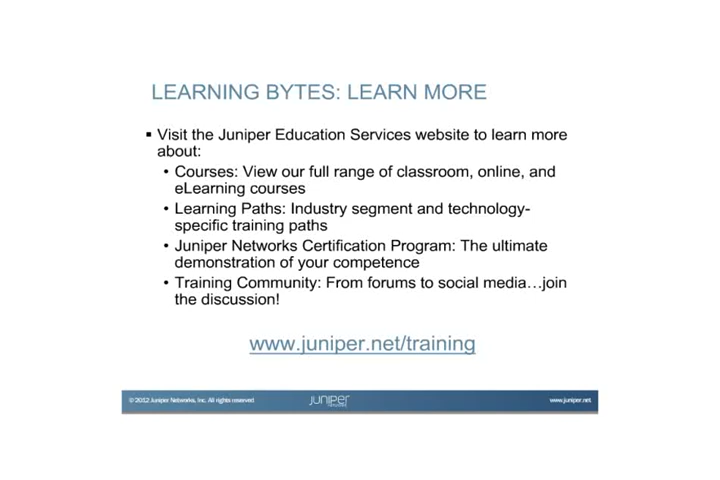 LEARNING BYTES: LEARN MORE
▪ Visit the Juniper Education Services website to learn more
about:
• Courses: View our full range of classroom, online, and
eLearning courses
• Learning Paths: Industry segment and technology-
specific training paths
• Juniper Networks Certification Program: The ultimate
demonstration of your competence
• Training Community: From forums to social media…join
the discussion!
www.juniper.net/training
© 2012 Juniper Networks, Inc. All rights reserved
JUNIPER
NETWORKS
www.juniper.net